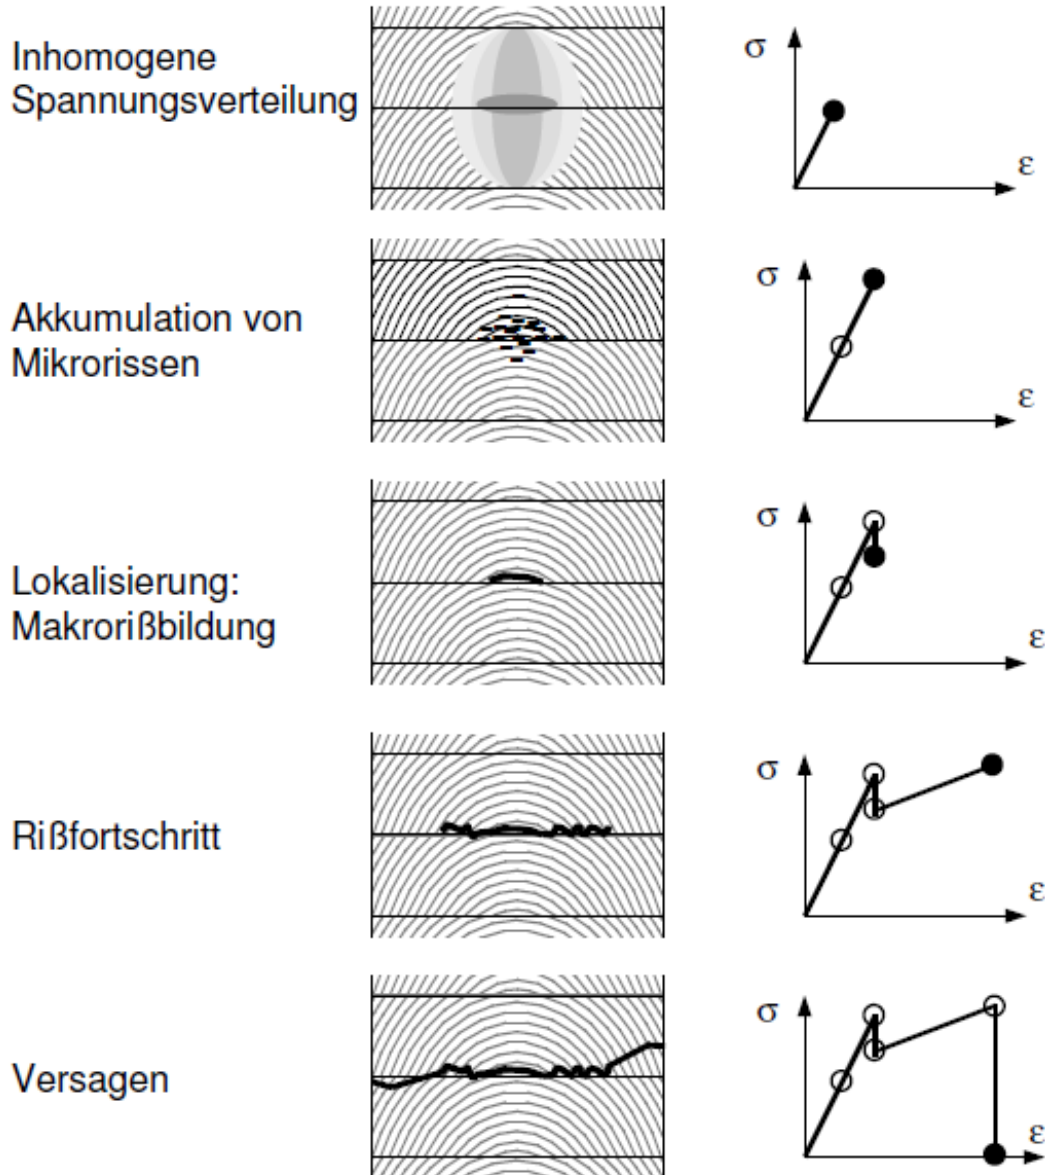 Inhomogene
Spannungsverteilung
σ
ε
Akkumulation von
Mikrorissen
σ
ε
Lokalisierung:
Makrorißbildung
σ
ε
Rißfortschritt
σ
ε
Versagen
σ
ε